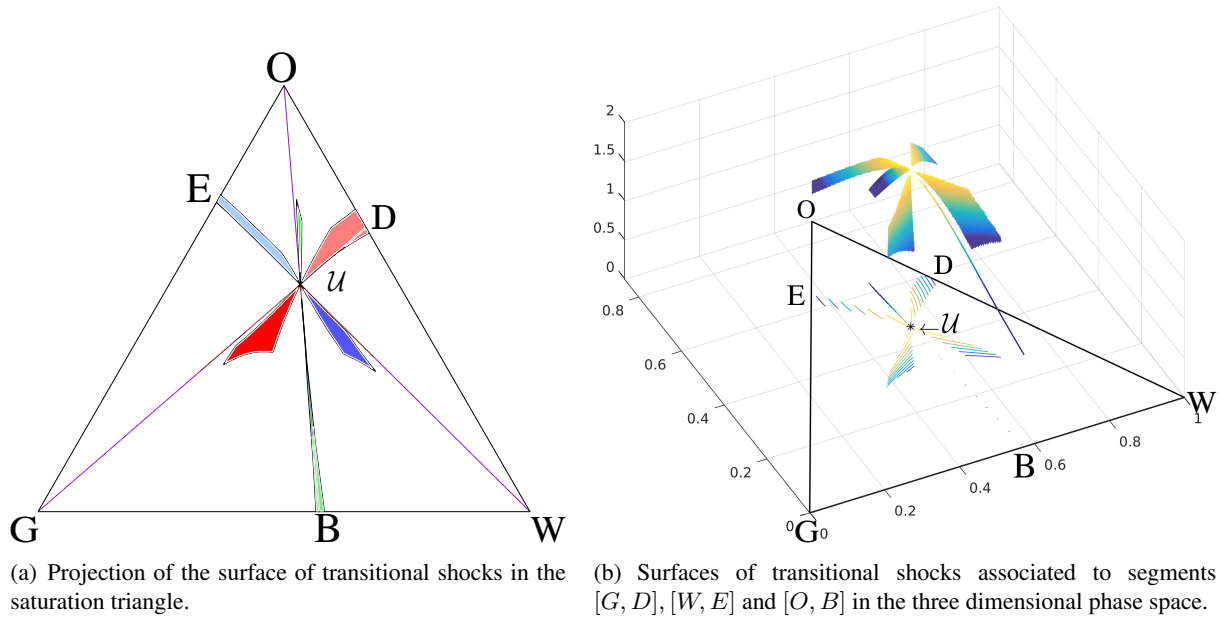 O
E
D
𝒰
G
B
W
2
1.5
1
0.5
0
0.8
0.6
0.4
0.2
0
O
D
E
←𝒰
W
1
0.8
B
0.6
0.4
0.2
G
0
(a) Projection of the surface of transitional shocks in the
saturation triangle.
(b) Surfaces of transitional shocks associated to segments
[G, D], [W, E] and [O, B] in the three dimensional phase space.